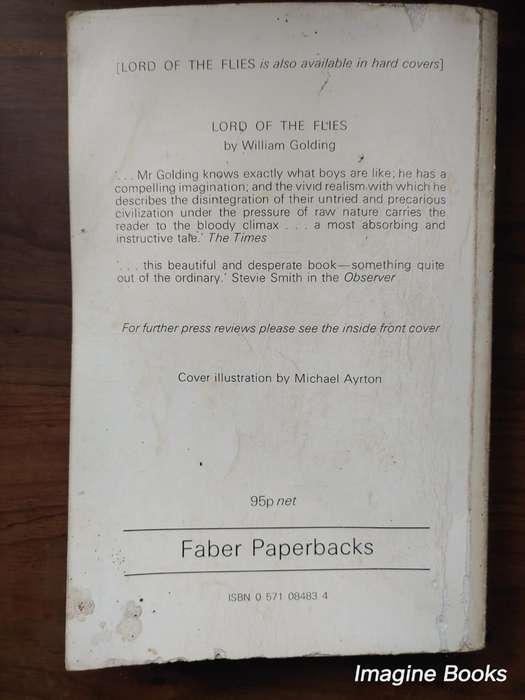 [LORD OF THE FLIES is also available in hard covers]
LORD OF THE FLIES
by William Golding
'. . . Mr Golding knows exactly what boys are like; he has a
compelling imagination; and the vivid realism with which he
describes the disintegration of their untried and precarious
civilization under the pressure of raw nature carries the
reader to the bloody climax . . . a most absorbing and
instructive tale.' The Times
'. . . this beautiful and desperate book—something quite
out of the ordinary.' Stevie Smith in the Observer
For further press reviews please see the inside front cover
Cover illustration by Michael Ayrton
95p net
Faber Paperbacks
ISBN 0 571 08483 4
Imagine Books